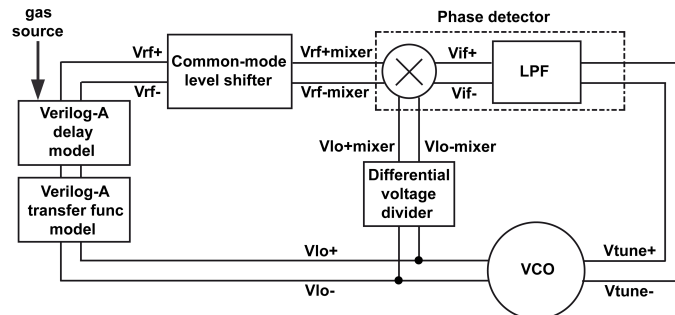 gas
source
Phase detector
Vrf+
Vrf-
Common-mode
level shifter
Vrf+mixer
Vrf-mixer
Vif+
Vif-
LPF
Verilog-A
delay
model
Vlo+mixer
Vlo-mixer
Verilog-A
transfer func
model
Differential
voltage
divider
Vlo+
Vlo-
VCO
Vtune+
Vtune-